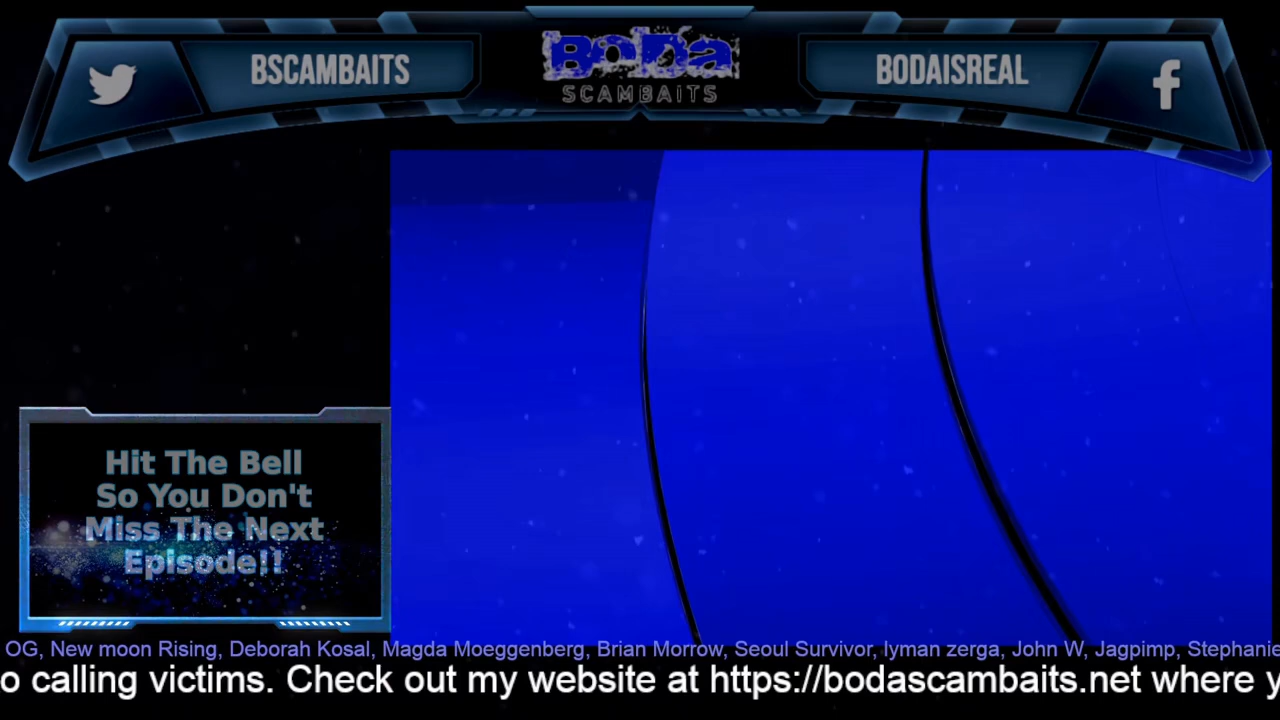 BSCAMBAITS
BODa
SCAMBAiTS
BODAISREAL
Hit The Bell
So You Don't
Miss The Next
Episode!!
OG, New moon Rising, Deborah Kosal, Magda Moeggenberg, Brian Morrow, Seoul Survivor, lyman zerga, John W, Jagpimp, Stephanie
o calling victims. Check out my website at https://bodascambaits.net where y